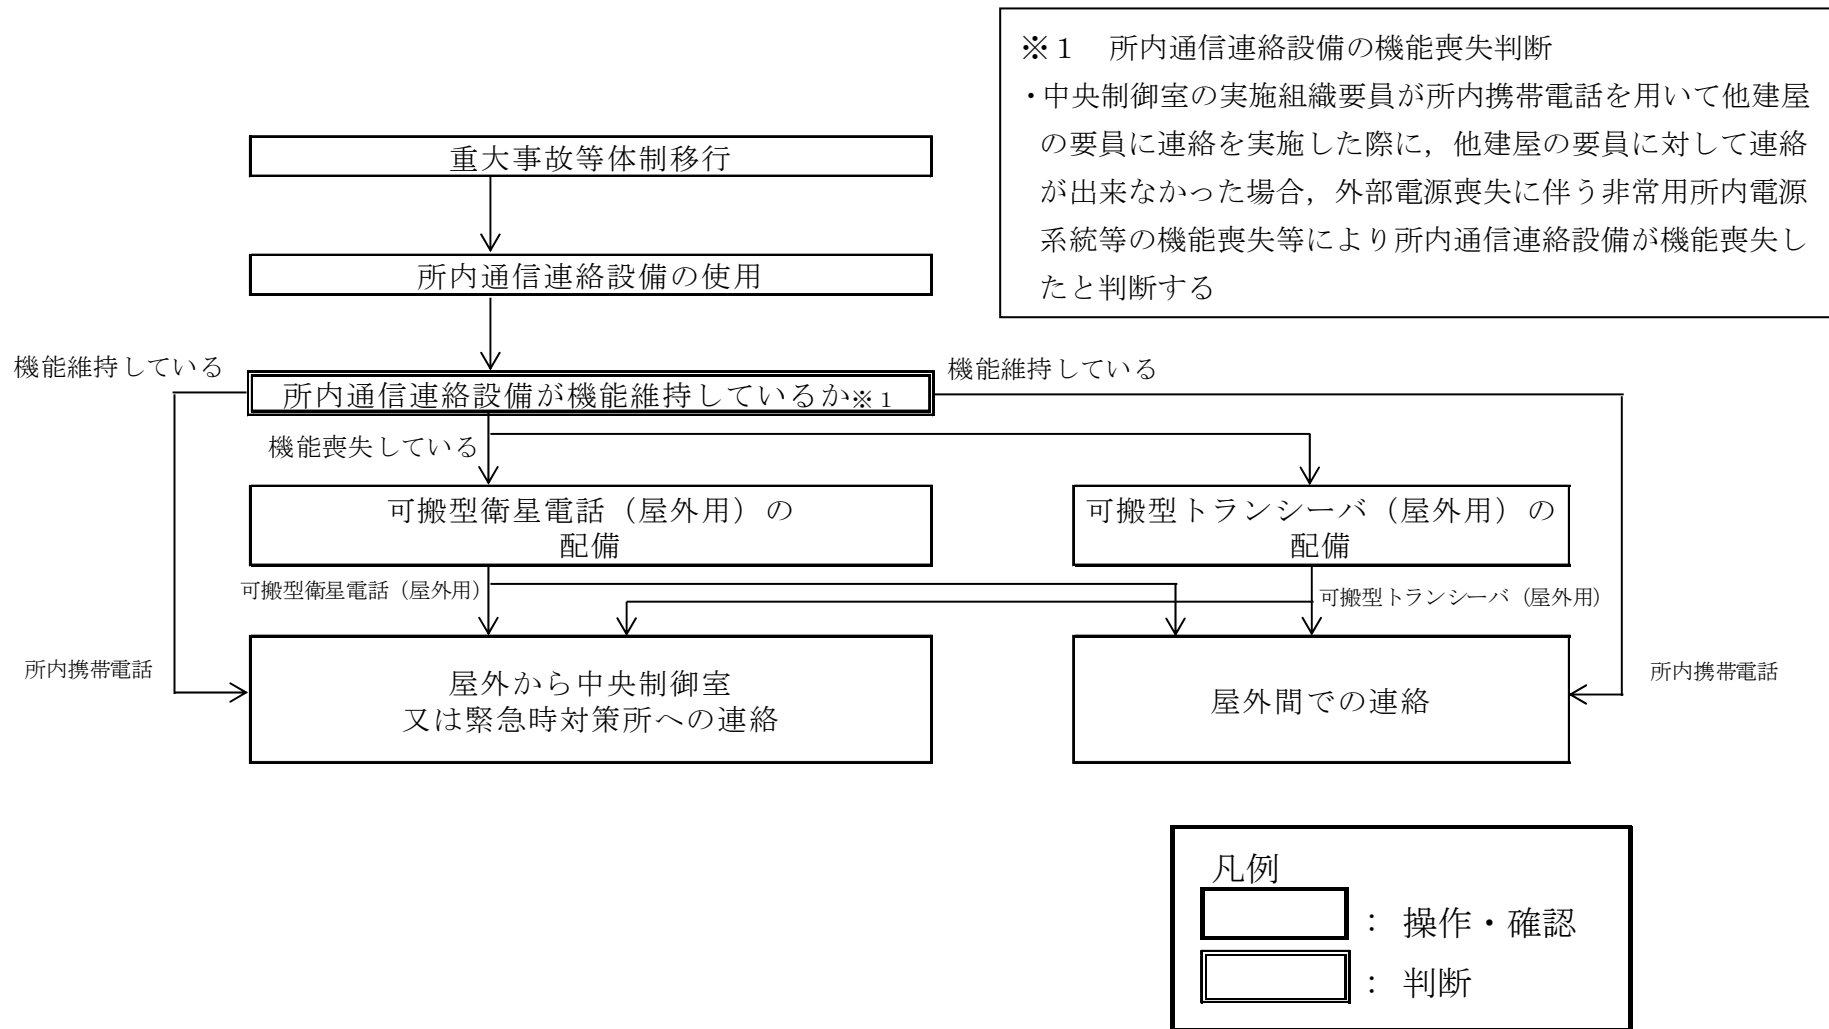 ※１　所内通信連絡設備の機能喪失判断
・中央制御室の実施組織要員が所内携帯電話を用いて他建屋
の要員に連絡を実施した際に，他建屋の要員に対して連絡
が出来なかった場合，外部電源喪失に伴う非常用所内電源
系統等の機能喪失等により所内通信連絡設備が機能喪失し
たと判断する
重大事故等体制移行
所内通信連絡設備の使用
機能維持している
機能維持している
所内通信連絡設備が機能維持しているか※１
機能喪失している
可搬型衛星電話（屋外用）の
配備
可搬型トランシーバ（屋外用）の
配備
可搬型衛星電話（屋外用）
可搬型トランシーバ（屋外用）
所内携帯電話
屋外から中央制御室
又は緊急時対策所への連絡
屋外間での連絡
所内携帯電話
凡例
： 操作・確認
： 判断